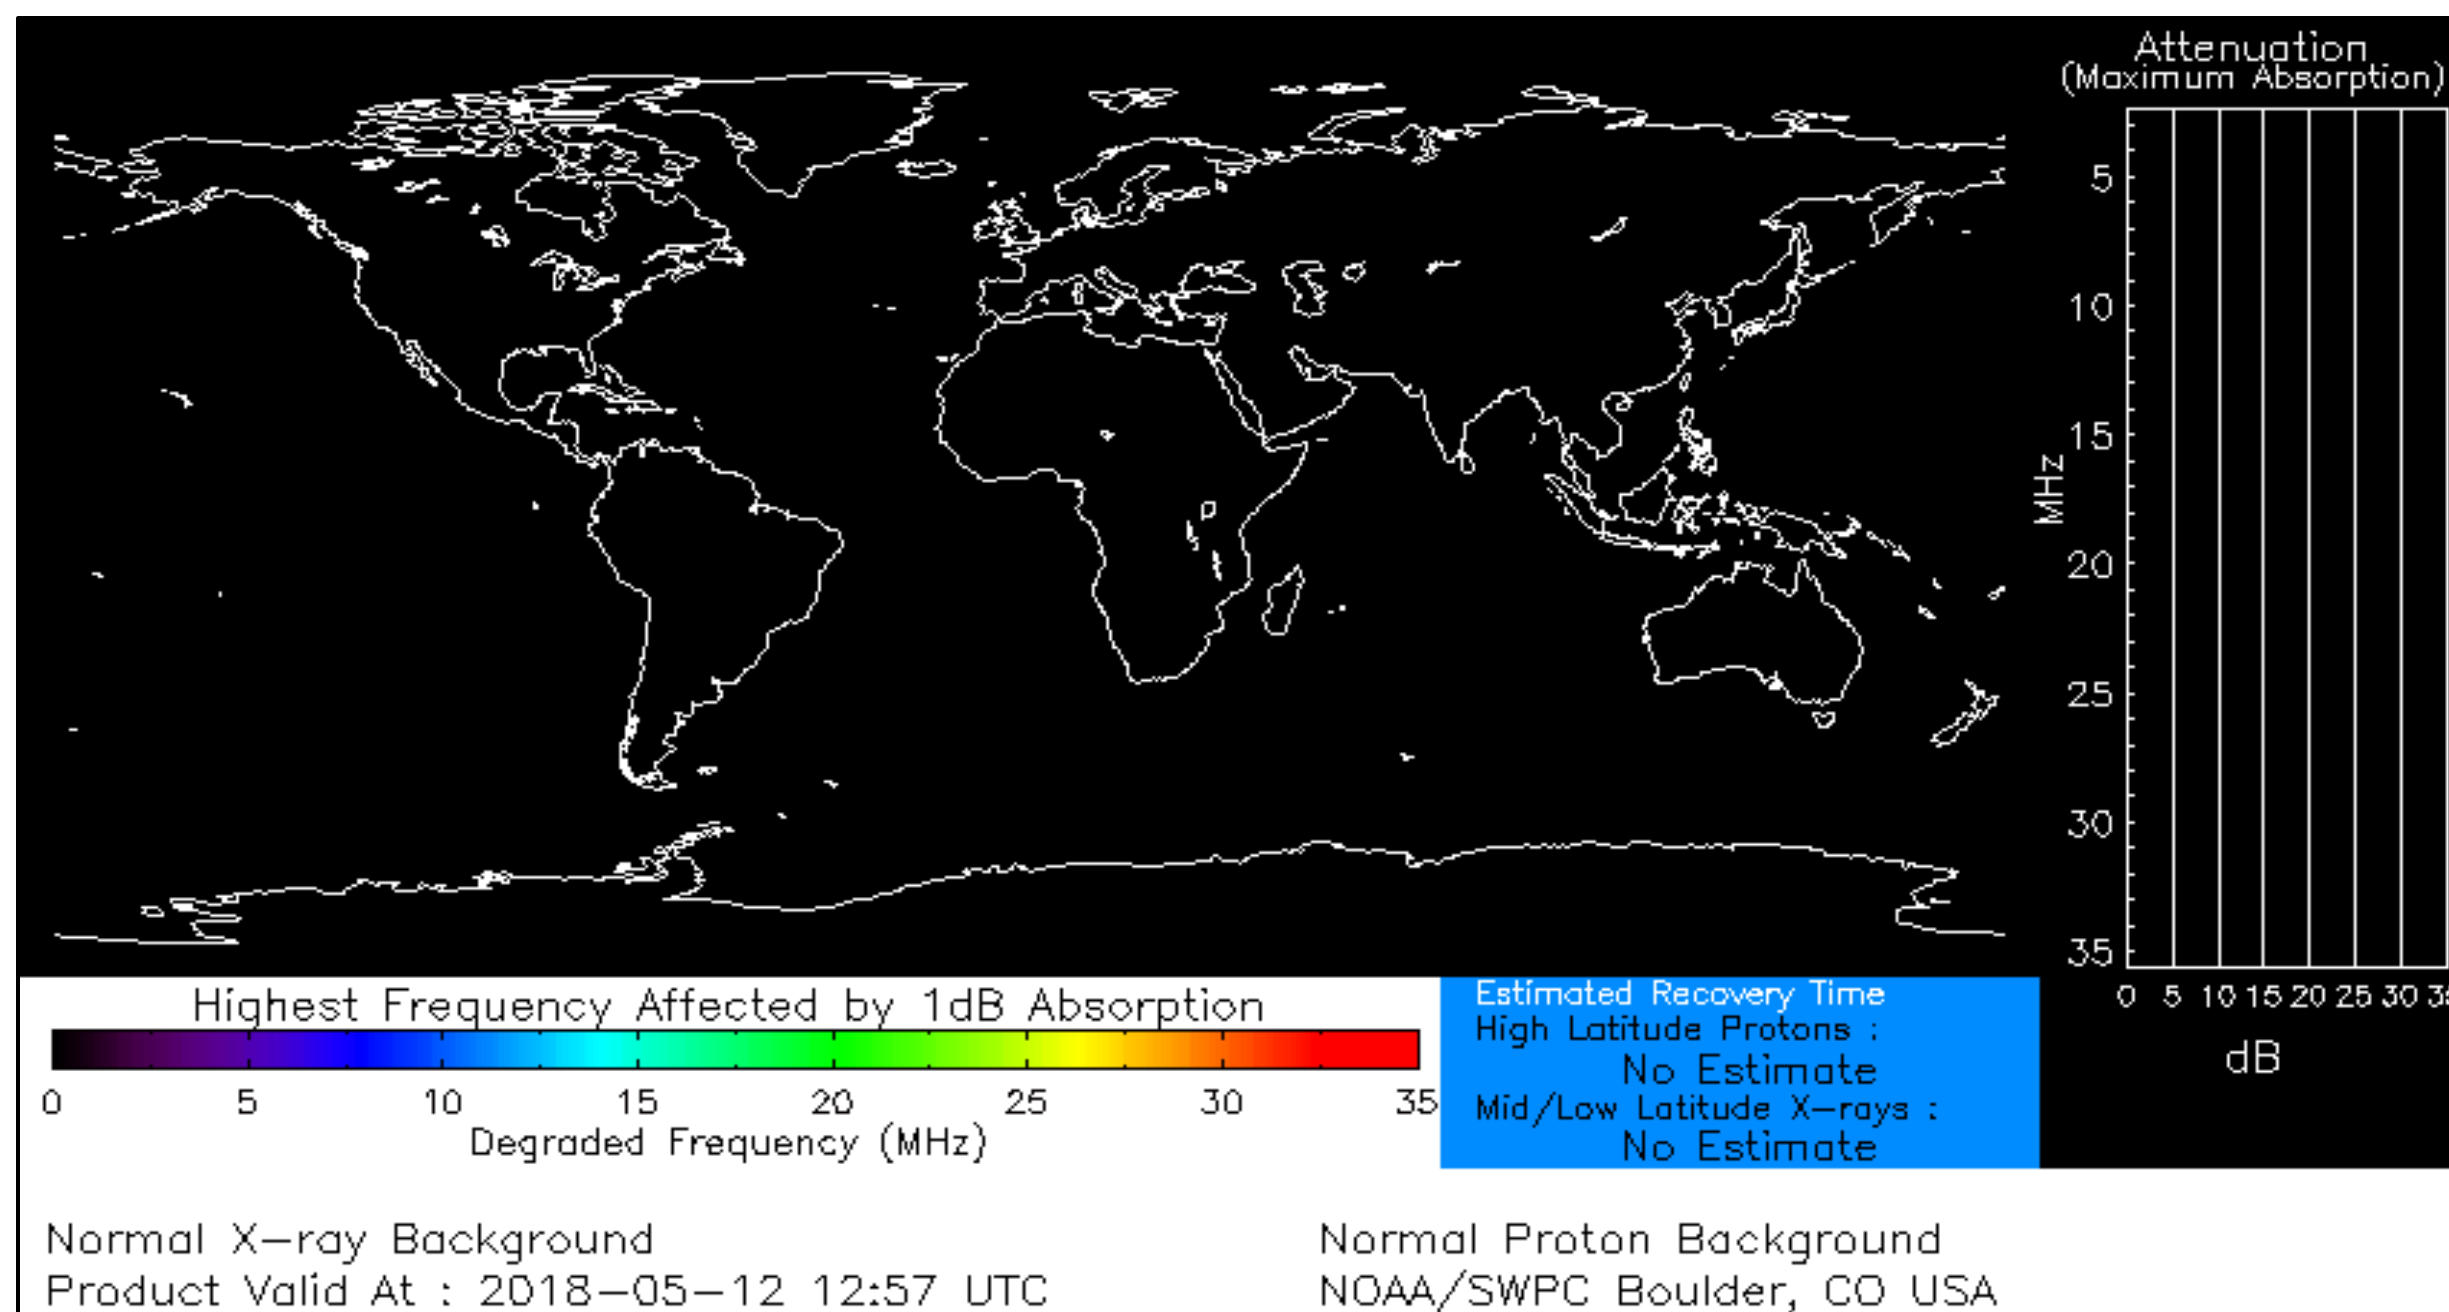 Attenuation
(Maximum Absorption)
5
10
15
20
25
30
35
MHz
0 5 10 15 20 25 30
dB
Highest Frequency Affected by 1dB Absorption
0 5 10 15 20 25 30 35
Degraded Frequency (MHz)
Estimated Recovery Time
High Latitude Protons :
No Estimate
Mid/Low Latitude X-rays :
No Estimate
Normal X-ray Background
Normal Proton Background
Product Valid At : 2018-05-12 12:57 UTC
NOAA/SWPC Boulder, CO USA